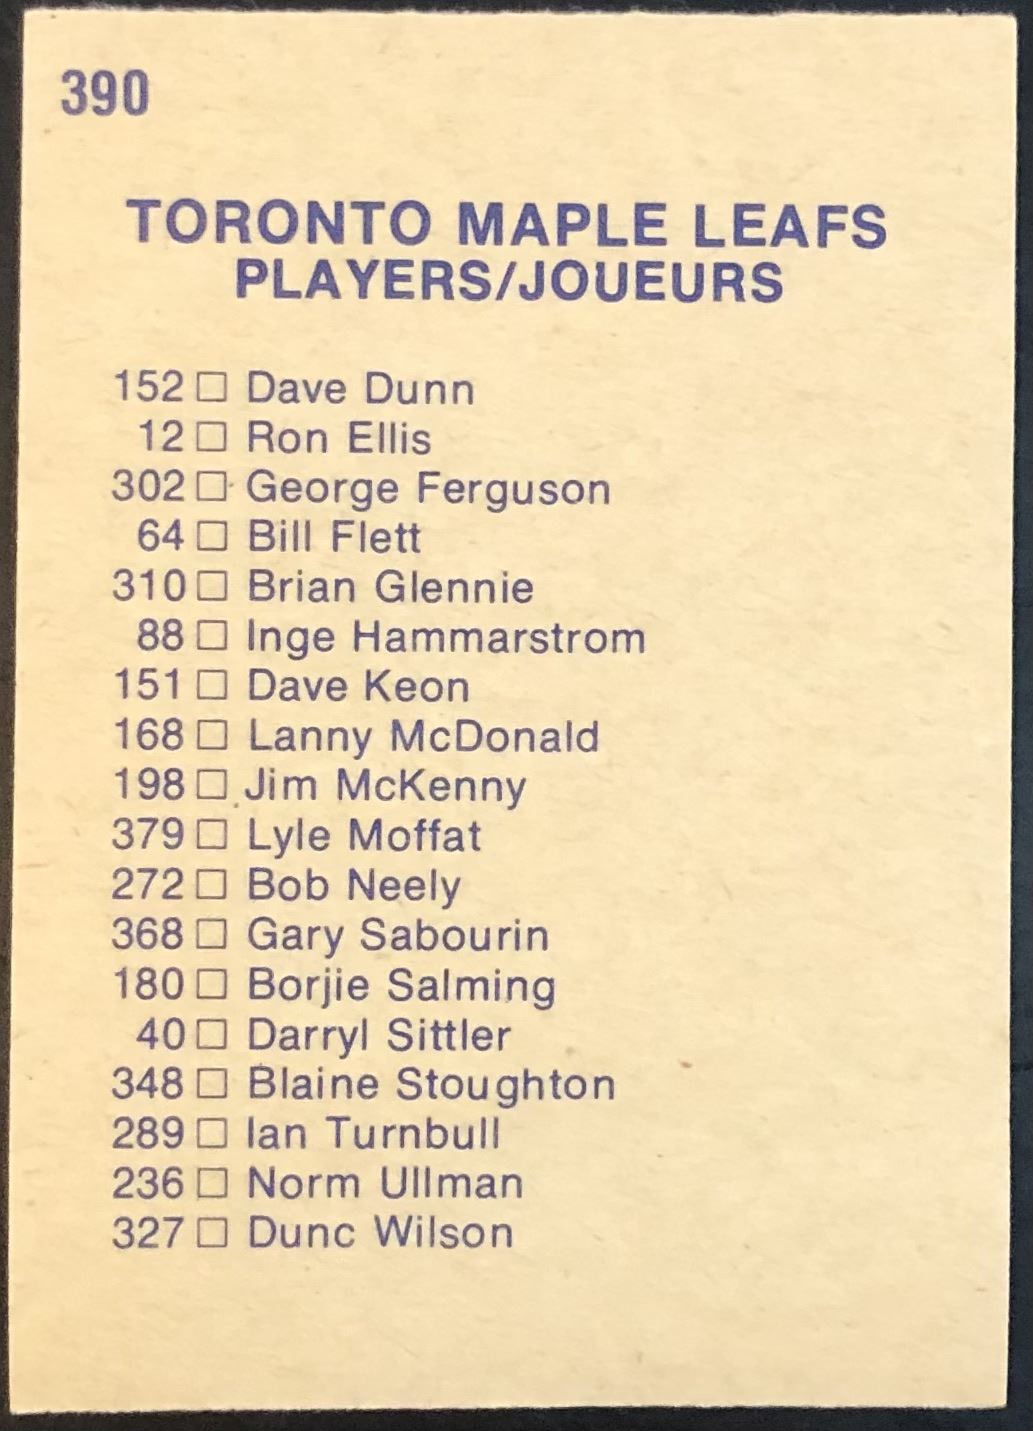 390
TORONTO MAPLE LEAFS
PLAYERS/JOUEURS
152 □ Dave Dunn
12 □ Ron Ellis
302 □ George Ferguson
64 □ Bill Flett
310 □ Brian Glennie
88 □ Inge Hammarstrom
151 □ Dave Keon
168 □ Lanny McDonald
198 □ Jim McKenny
379 □ Lyle Moffat
272 □ Bob Neely
368 □ Gary Sabourin
180 □ Borjie Salming
40 □ Darryl Sittler
348 □ Blaine Stoughton
289 □ Ian Turnbull
236 □ Norm Ullman
327 □ Dunc Wilson